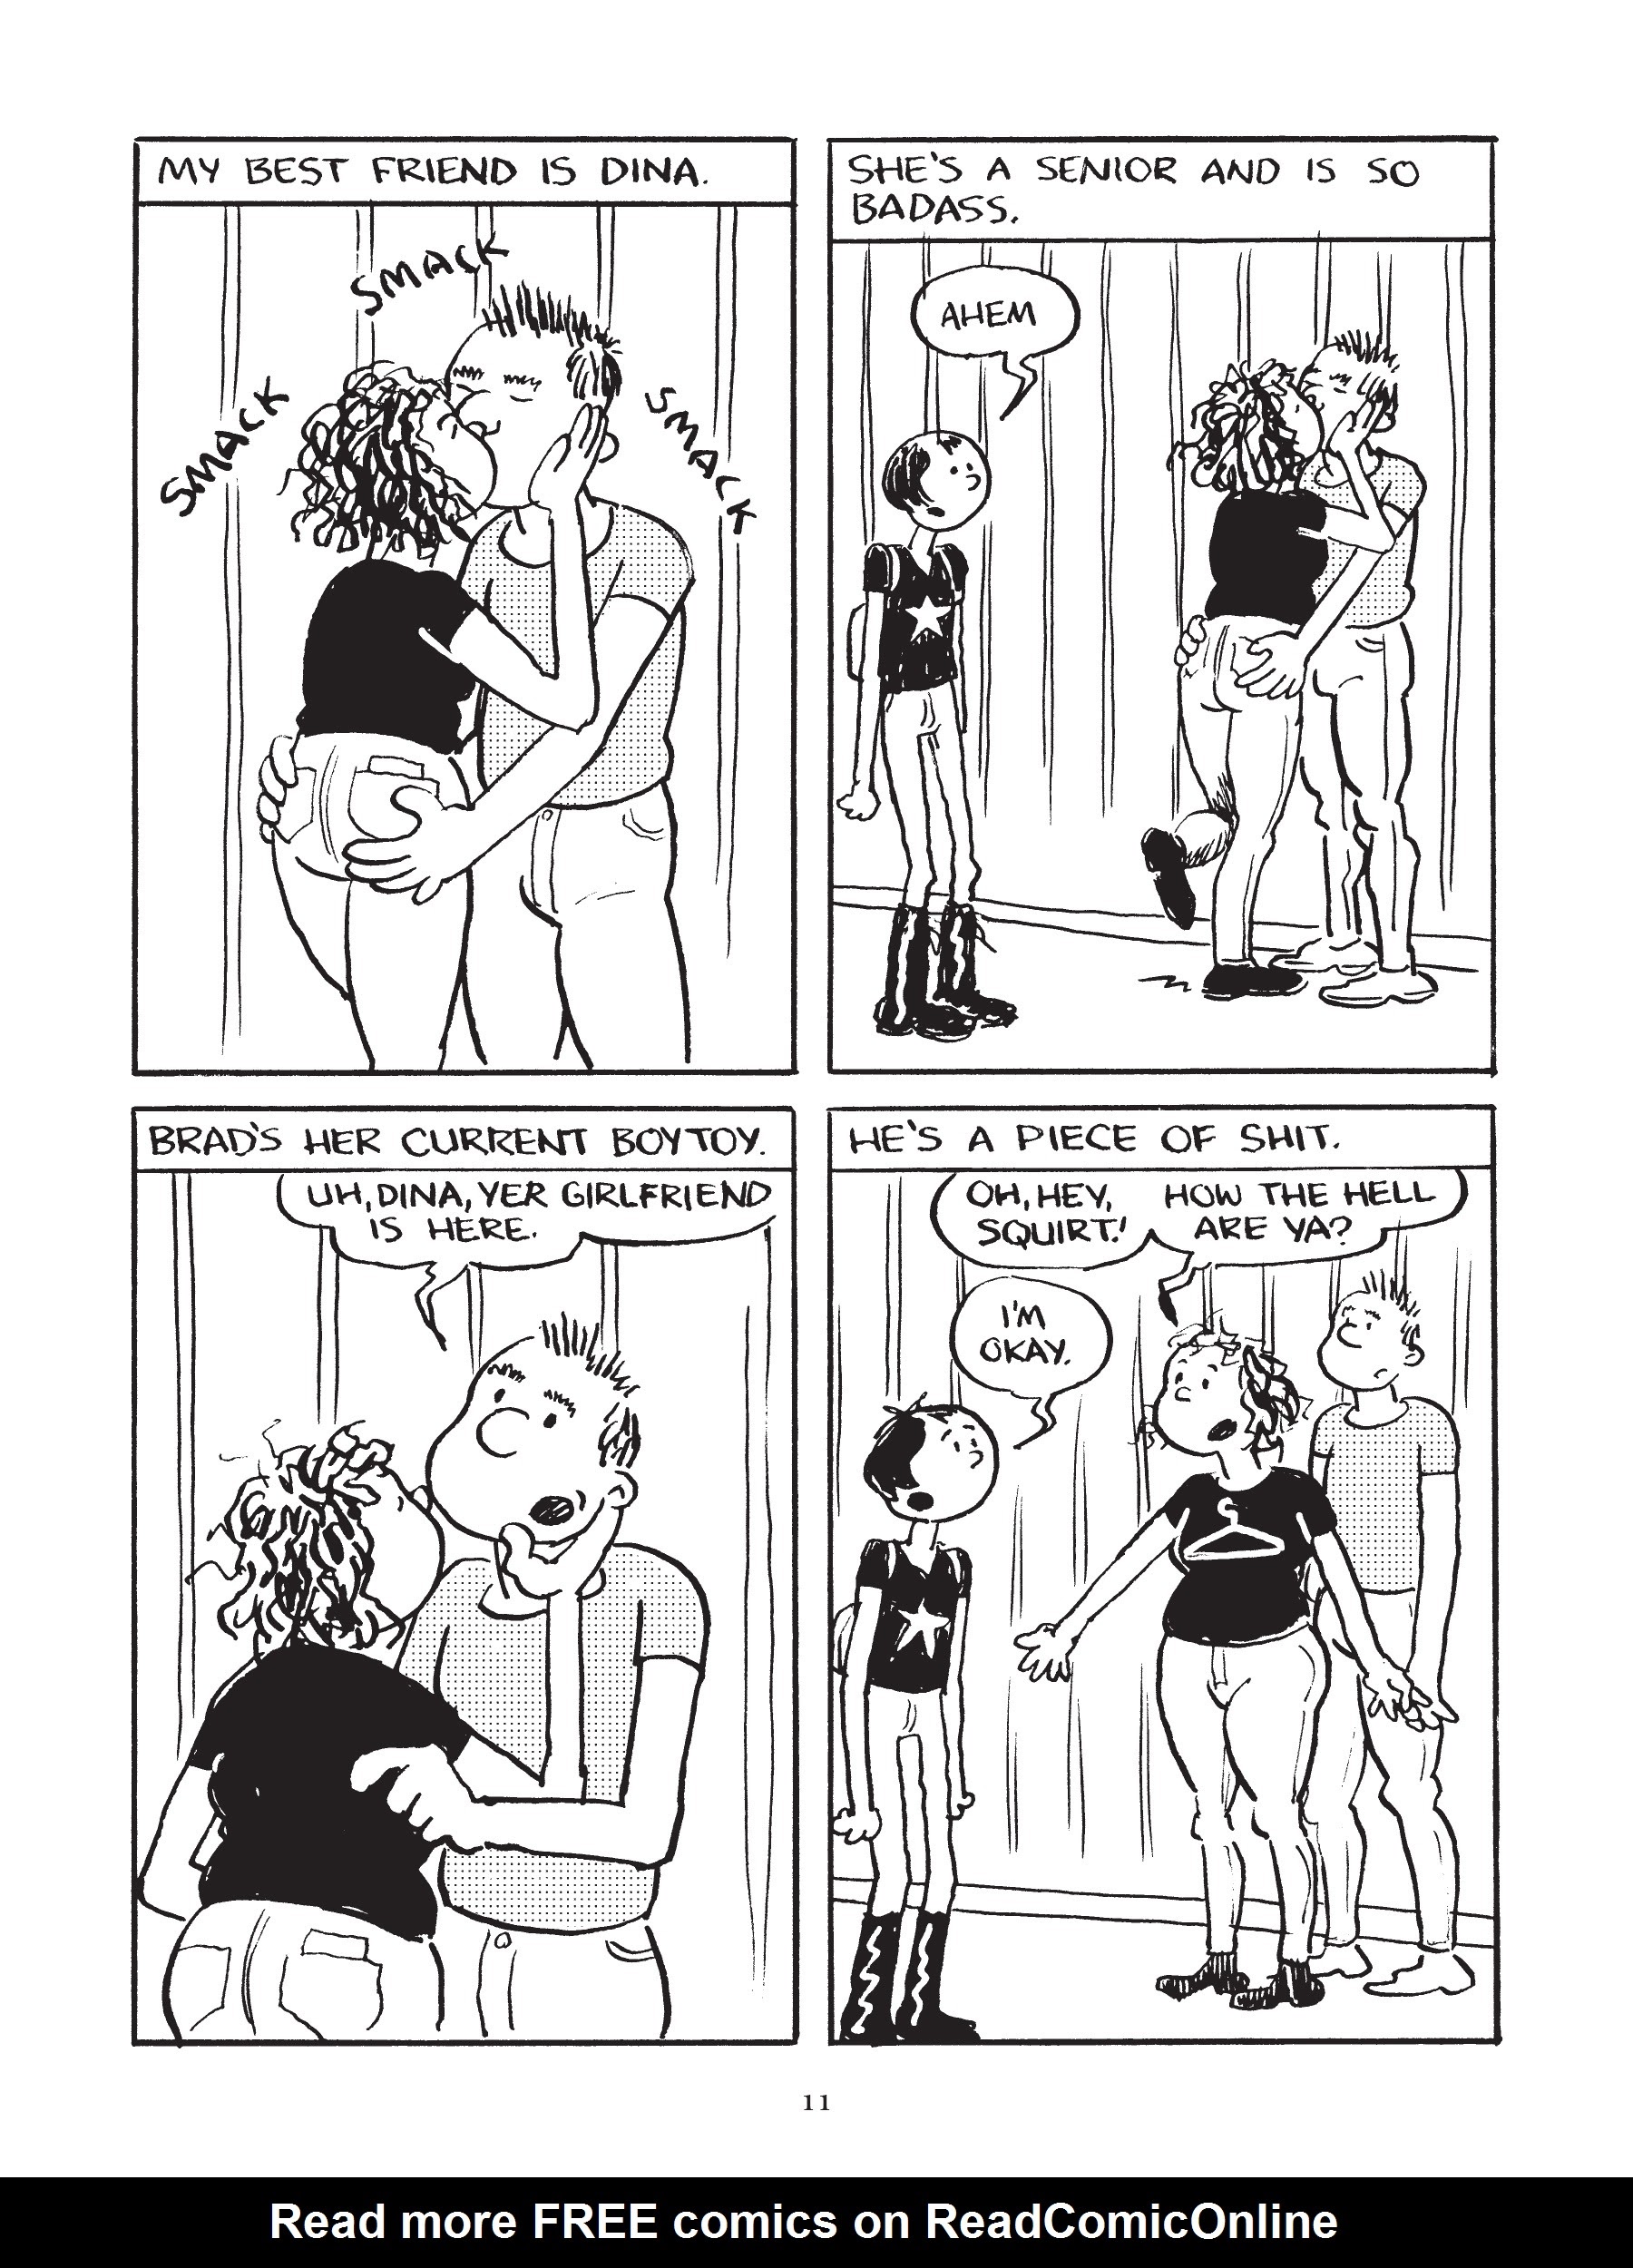 MY BEST FRIEND IS DINA.
SMACK
SMACK
SMACK
SHE'S A SENIOR AND IS SO
BADASS.
AHEM
BRAD'S HER CURRENT BOYTOY.
UH, DINA, YER GIRLFRIEND
IS HERE.
HE'S A PIECE OF SHIT.
OH, HEY,
SQUIRT!
HOW THE HELL
ARE YA?
I'M
OKAY.
11
Read more FREE comics on ReadComicOnline